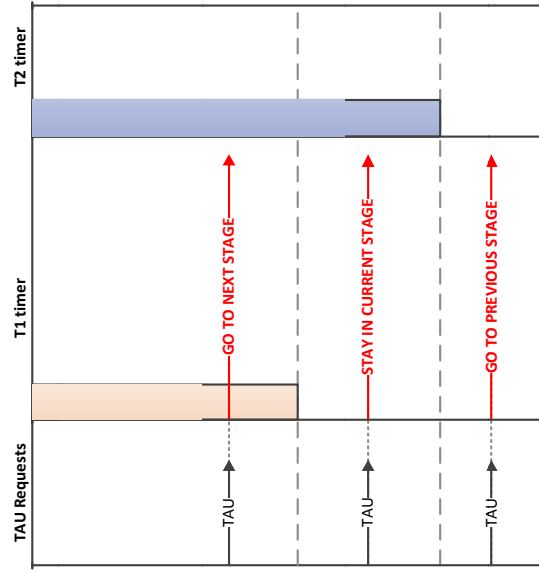 T2 timer
T1 timer
TAU Requests
GO TO NEXT STAGE
STAY IN CURRENT STAGE
GO TO PREVIOUS STAGE
TAU
TAU
TAU